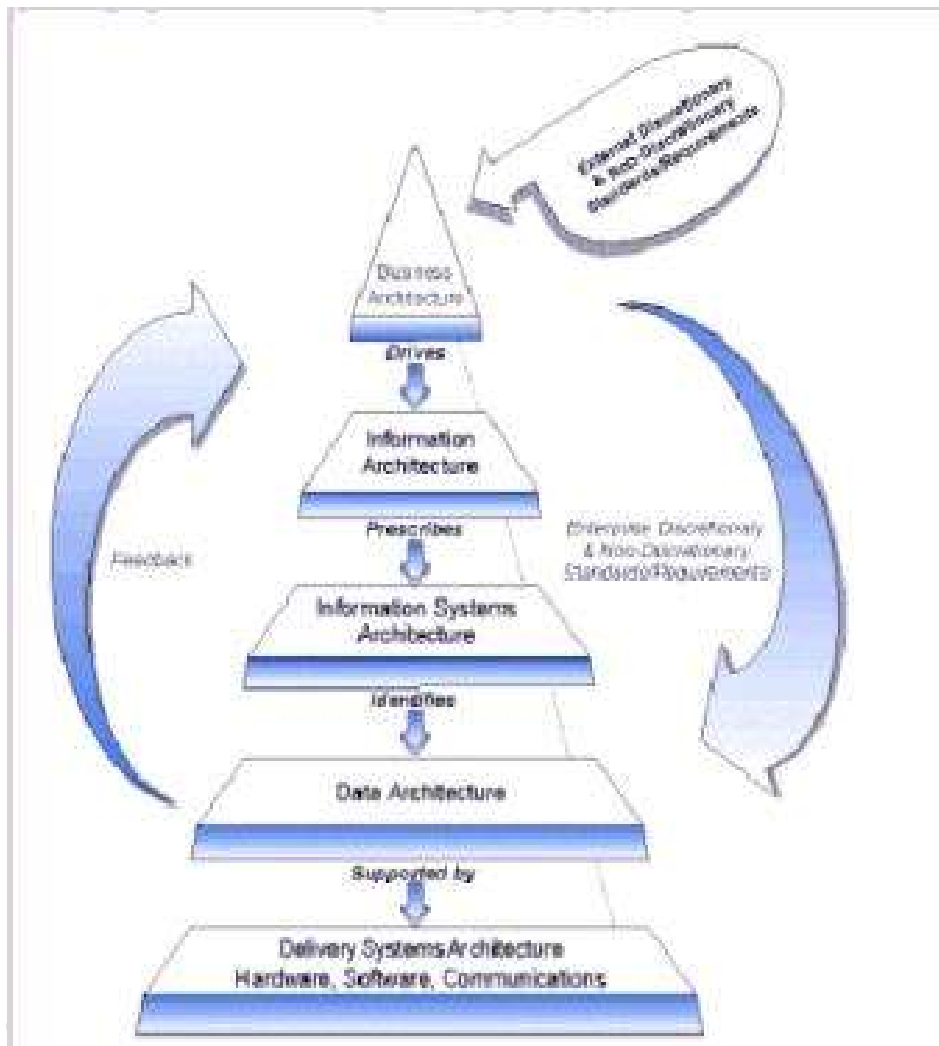 External Discretionary
& Non-Discretionary
Standards/Requirements
Business
Architecture
Drives
Information
Architecture
Prescribes
Feedback
Enterprise Discretionary
& Non-Discretionary
Standards/Requirements
Information Systems
Architecture
Identifies
Data Architecture
Supported by
Delivery Systems Architecture
Hardware, Software, Communications